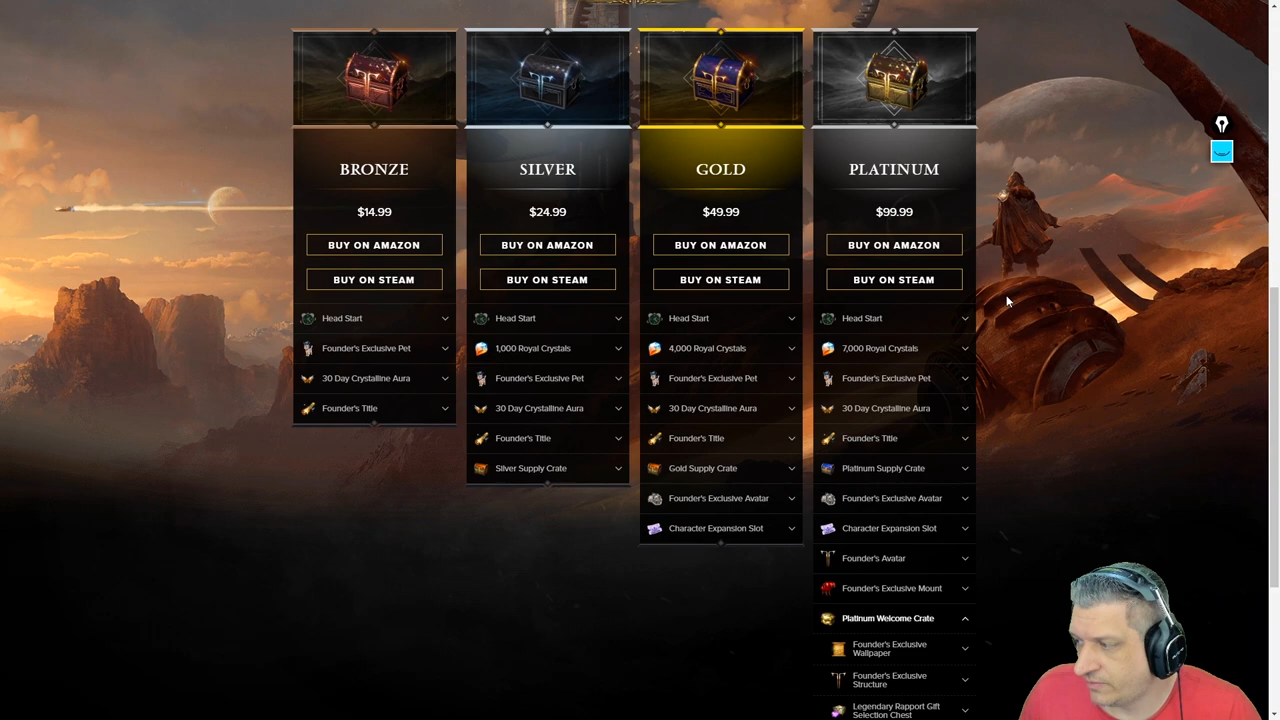 BRONZE
$14.99
BUY ON AMAZON
BUY ON STEAM
Head Start
Founder's Exclusive Pet
30 Day Crystalline Aura
Founder's Title
SILVER
$24.99
BUY ON AMAZON
BUY ON STEAM
Head Start
1,000 Royal Crystals
Founder's Exclusive Pet
30 Day Crystalline Aura
Founder's Title
Silver Supply Crate
GOLD
$49.99
BUY ON AMAZON
BUY ON STEAM
Head Start
4,000 Royal Crystals
Founder's Exclusive Pet
30 Day Crystalline Aura
Founder's Title
Gold Supply Crate
Founder's Exclusive Avatar
Character Expansion Slot
PLATINUM
$99.99
BUY ON AMAZON
BUY ON STEAM
Head Start
7,000 Royal Crystals
Founder's Exclusive Pet
30 Day Crystalline Aura
Founder's Title
Platinum Supply Crate
Founder's Exclusive Avatar
Character Expansion Slot
Founder's Avatar
Founder's Exclusive Mount
Platinum Welcome Crate
Founder's Exclusive
Wallpaper
Founder's Exclusive
Structure
Legendary Rapport Gift
Selection Chest